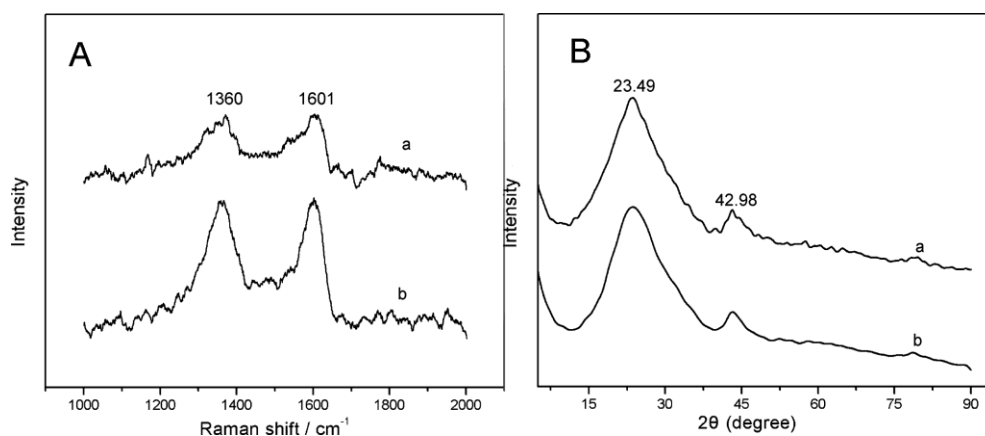 A
1360
1601
a
b
Intensity
1000 1200 1400 1600 1800 2000
Raman shift / cm⁻¹
B
23.49
42.98
a
b
Intensity
15 30 45 60 75 90
2θ (degree)